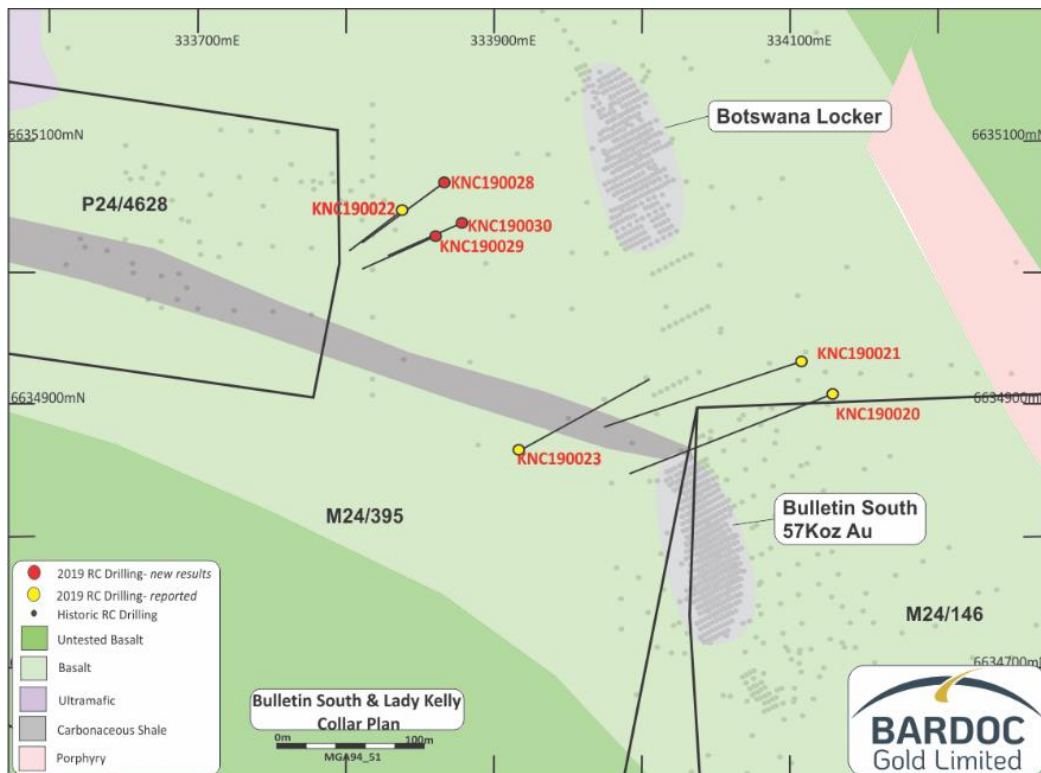 333700mE
333900mE
334100mE
6635100mN
6635100mN
Botswana Locker
P24/4628
KNC190028
KNC190022
KNC190030
KNC190029
KNC190021
6634900mN
6634900mN
KNC190020
KNC190023
M24/395
Bulletin South
57Koz Au
M24/146
2019 RC Drilling- new results
2019 RC Drilling- reported
Historic RC Drilling
Untested Basalt
Basalt
Ultramafic
Carbonaceous Shale
Porphyry
Bulletin South & Lady Kelly
Collar Plan
0m
100m
MGA94_51
6634700mN
BARDOC
Gold Limited